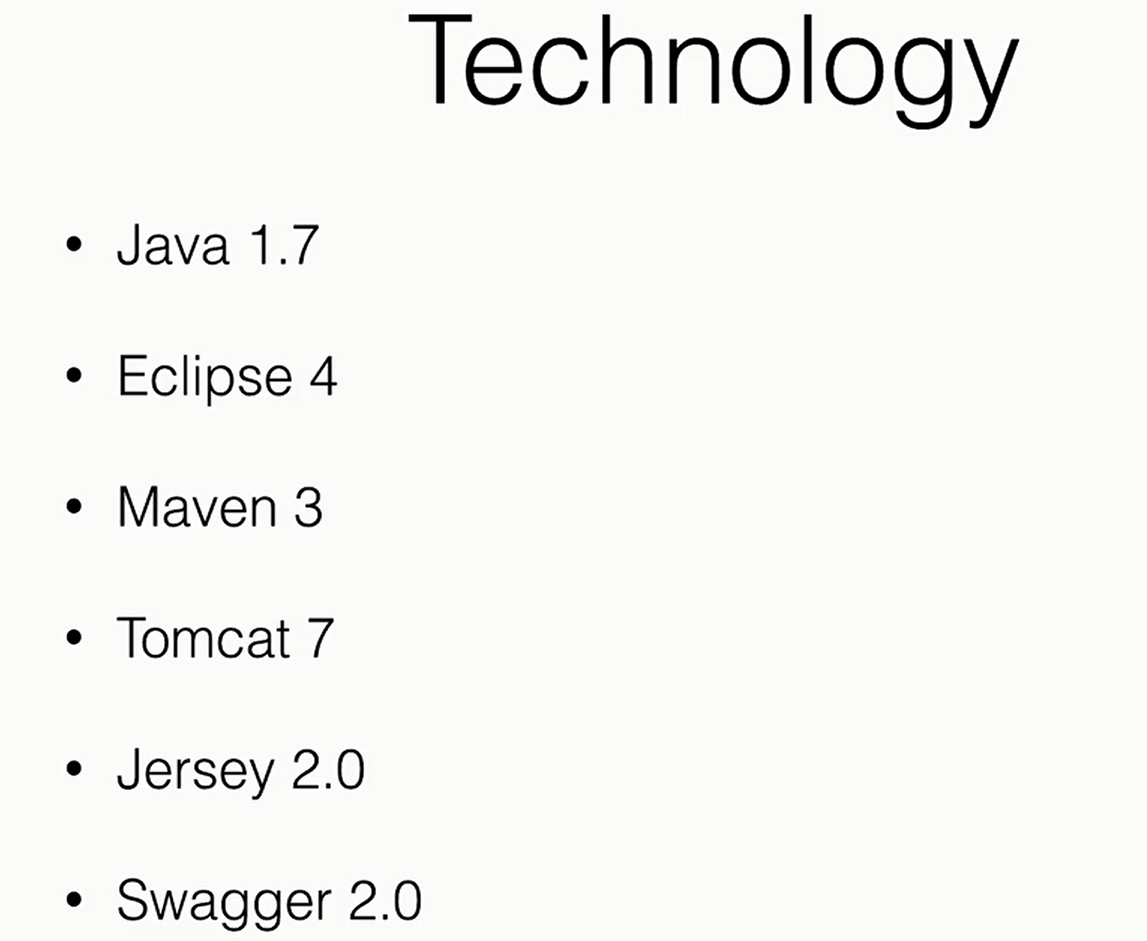 Technology
• Java 1.7
• Eclipse 4
• Maven 3
• Tomcat 7
• Jersey 2.0
• Swagger 2.0